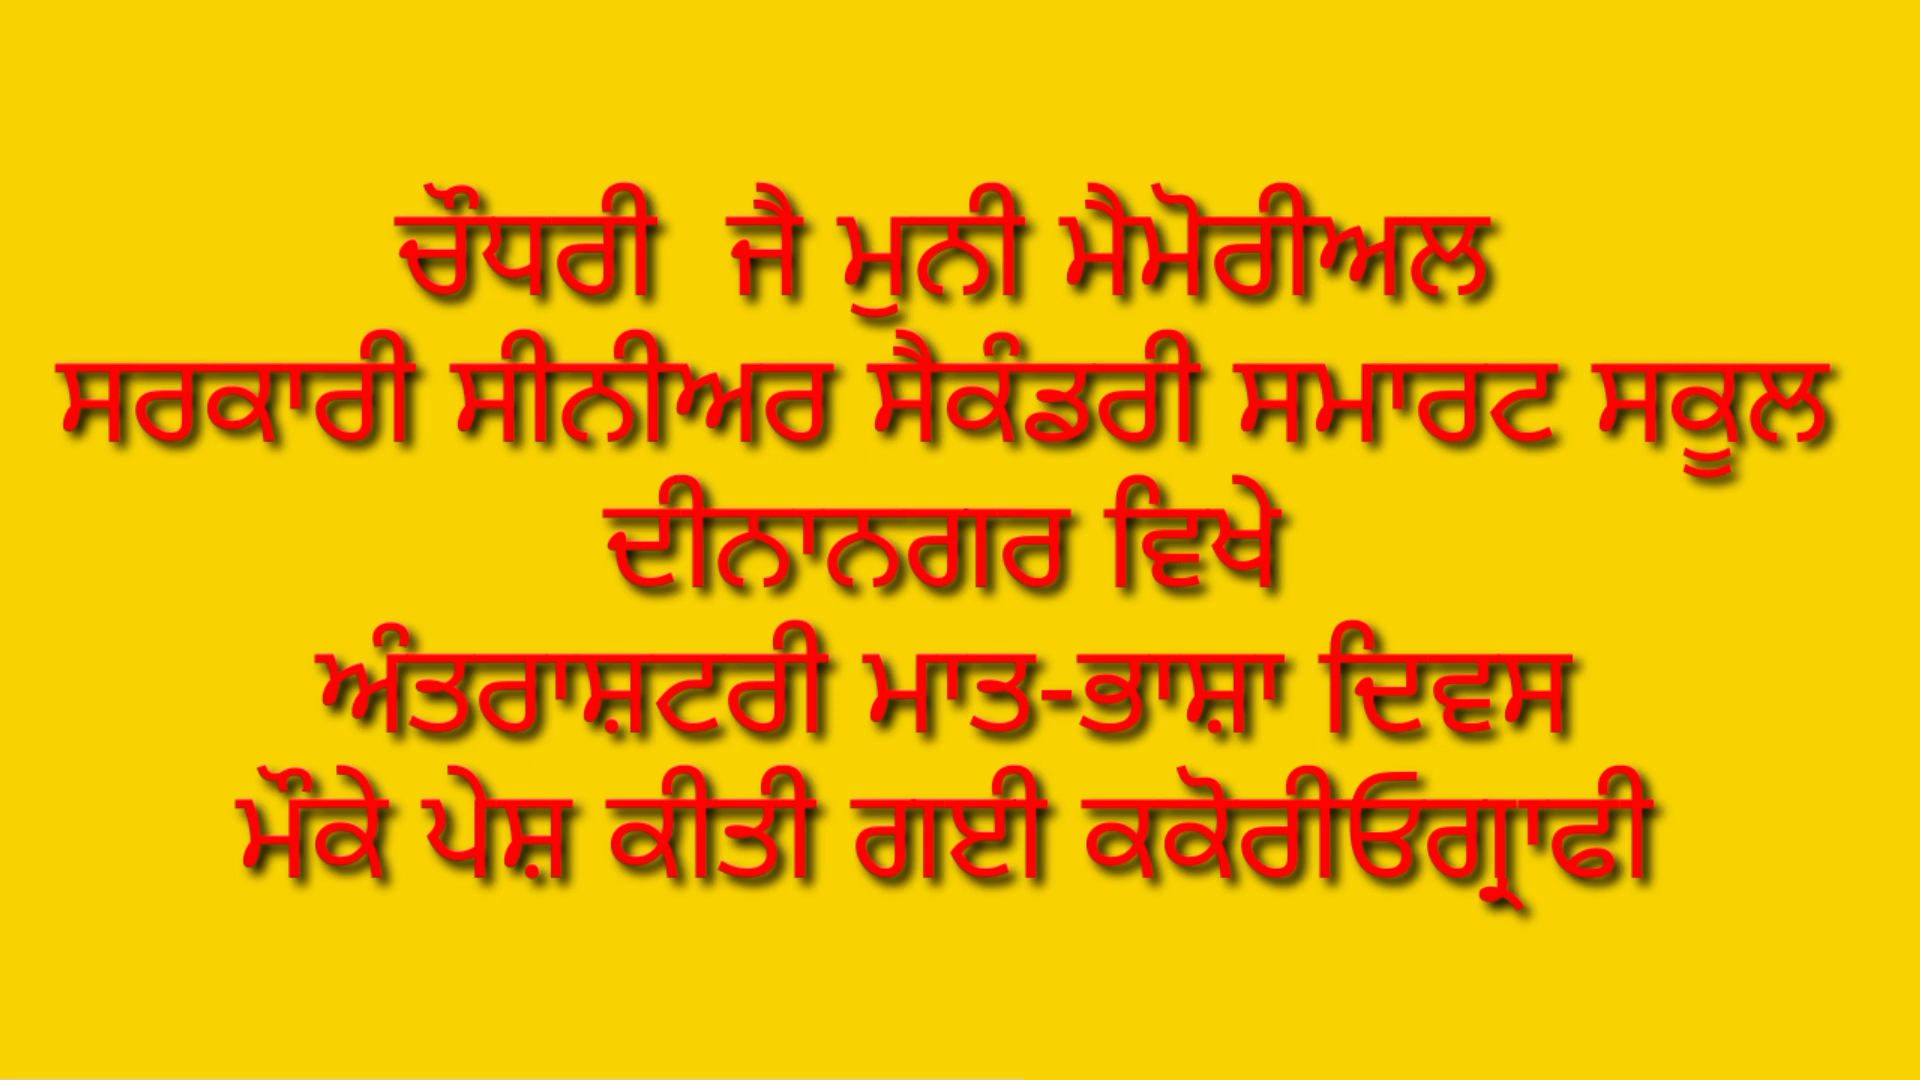 ਚੌਧਰੀ ਜੈ ਮੁਨੀ ਮੈਮੋਰੀਅਲ
ਸਰਕਾਰੀ ਸੀਨੀਅਰ ਸੈਕੰਡਰੀ ਸਮਾਰਟ ਸਕੂਲ
ਦੀਨਾਨਗਰ ਵਿਖੇ
ਅੰਤਰਾਸ਼ਟਰੀ ਮਾਤ-ਭਾਸ਼ਾ ਦਿਵਸ
ਮੌਕੇ ਪੇਸ਼ ਕੀਤੀ ਗਈ ਕਕੋਰੀਓਗ੍ਰਾਫੀ